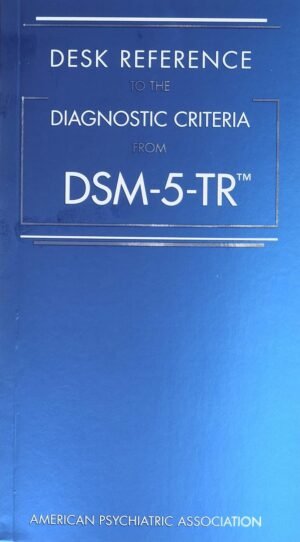 DESK REFERENCE
TO THE
DIAGNOSTIC CRITERIA
FROM
DSM-5-TR™
AMERICAN PSYCHIATRIC ASSOCIATION